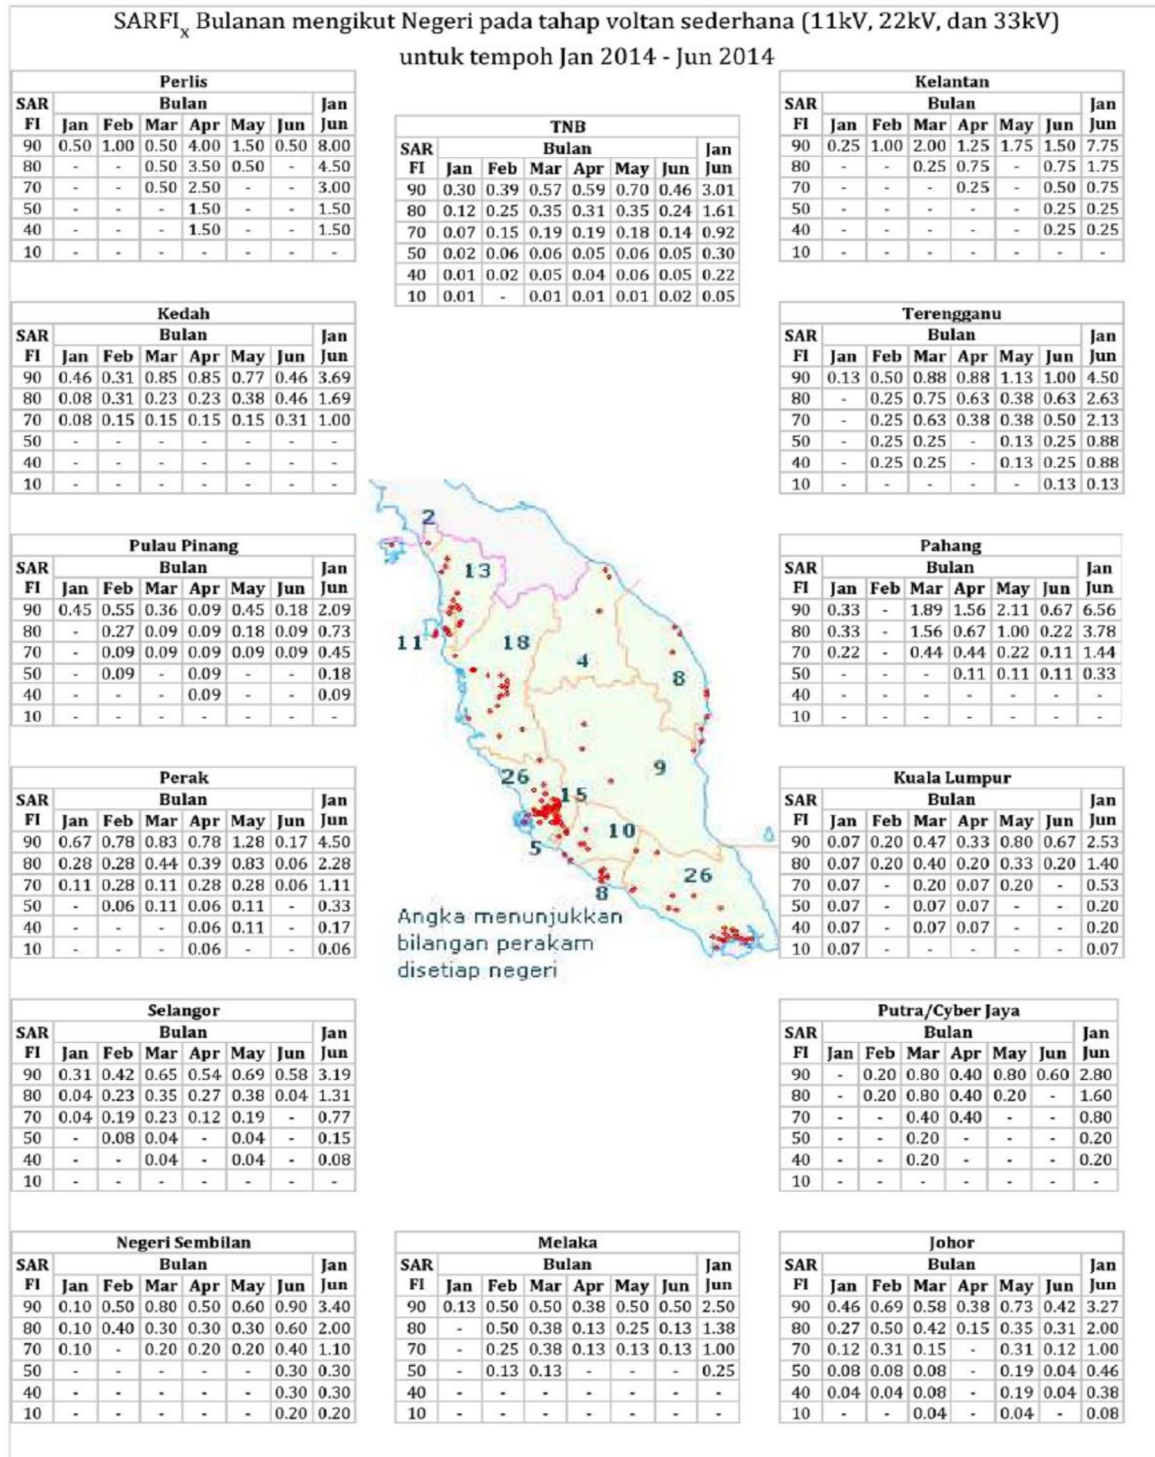 SARFIx Bulanan mengikut Negeri pada tahap voltan sederhana (11kV, 22kV, dan 33kV)
untuk tempoh Jan 2014 - Jun 2014
Perlis
SAR Bulan Jan
FI Jan Feb Mar Apr May Jun Jun
90 0.50 1.00 0.50 4.00 1.50 0.50 8.00
80 - - 0.50 3.50 0.50 - 4.50
70 - - 0.50 2.50 - - 3.00
50 - - - 1.50 - - 1.50
40 - - - 1.50 - - 1.50
10 - - - - - - -
TNB
SAR Bulan Jan
FI Jan Feb Mar Apr May Jun Jun
90 0.30 0.39 0.57 0.59 0.70 0.46 3.01
80 0.12 0.25 0.35 0.31 0.35 0.24 1.61
70 0.07 0.15 0.19 0.19 0.18 0.14 0.92
50 0.02 0.06 0.06 0.05 0.06 0.05 0.30
40 0.01 0.02 0.05 0.04 0.06 0.05 0.22
10 0.01 - 0.01 0.01 0.01 0.02 0.05
Kelantan
SAR Bulan Jan
FI Jan Feb Mar Apr May Jun Jun
90 0.25 1.00 2.00 1.25 1.75 1.50 7.75
80 - - 0.25 0.75 - 0.75 1.75
70 - - - 0.25 - 0.50 0.75
50 - - - - - 0.25 0.25
40 - - - - - 0.25 0.25
10 - - - - - - -
Kedah
SAR Bulan Jan
FI Jan Feb Mar Apr May Jun Jun
90 0.46 0.31 0.85 0.85 0.77 0.46 3.69
80 0.08 0.31 0.23 0.23 0.38 0.46 1.69
70 0.08 0.15 0.15 0.15 0.15 0.31 1.00
50 - - - - - - -
40 - - - - - - -
10 - - - - - - -
Terengganu
SAR Bulan Jan
FI Jan Feb Mar Apr May Jun Jun
90 0.13 0.50 0.88 0.88 1.13 1.00 4.50
80 - 0.25 0.75 0.63 0.38 0.63 2.63
70 - 0.25 0.63 0.38 0.38 0.50 2.13
50 - 0.25 0.25 - 0.13 0.25 0.88
40 - 0.25 0.25 - 0.13 0.25 0.88
10 - - - - - 0.13 0.13
Pulau Pinang
SAR Bulan Jan
FI Jan Feb Mar Apr May Jun Jun
90 0.45 0.55 0.36 0.09 0.45 0.18 2.09
80 - 0.27 0.09 0.09 0.18 0.09 0.73
70 - 0.09 0.09 0.09 0.09 0.09 0.45
50 - 0.09 - 0.09 - - 0.18
40 - - - 0.09 - - 0.09
10 - - - - - - -
2
13
11
18
4
8
26
15
9
5
10
8
26
Angka menunjukkan
bilangan perakam
disetiap negeri
Pahang
SAR Bulan Jan
FI Jan Feb Mar Apr May Jun Jun
90 0.33 - 1.89 1.56 2.11 0.67 6.56
80 0.33 - 1.56 0.67 1.00 0.22 3.78
70 0.22 - 0.44 0.44 0.22 0.11 1.44
50 - - - 0.11 0.11 0.11 0.33
40 - - - - - - -
10 - - - - - - -
Perak
SAR Bulan Jan
FI Jan Feb Mar Apr May Jun Jun
90 0.67 0.78 0.83 0.78 1.28 0.17 4.50
80 0.28 0.28 0.44 0.39 0.83 0.06 2.28
70 0.11 0.28 0.11 0.28 0.28 0.06 1.11
50 - 0.06 0.11 0.06 0.11 - 0.33
40 - - - 0.06 0.11 - 0.17
10 - - - 0.06 - - 0.06
Kuala Lumpur
SAR Bulan Jan
FI Jan Feb Mar Apr May Jun Jun
90 0.07 0.20 0.47 0.33 0.80 0.67 2.53
80 0.07 0.20 0.40 0.20 0.33 0.20 1.40
70 0.07 - 0.20 0.07 0.20 - 0.53
50 0.07 - 0.07 0.07 - - 0.20
40 0.07 - 0.07 0.07 - - 0.20
10 0.07 - - - - - 0.07
Selangor
SAR Bulan Jan
FI Jan Feb Mar Apr May Jun Jun
90 0.31 0.42 0.65 0.54 0.69 0.58 3.19
80 0.04 0.23 0.35 0.27 0.38 0.04 1.31
70 0.04 0.19 0.23 0.12 0.19 - 0.77
50 - 0.08 0.04 - 0.04 - 0.15
40 - - 0.04 - 0.04 - 0.08
10 - - - - - - -
Putra/Cyber Jaya
SAR Bulan Jan
FI Jan Feb Mar Apr May Jun Jun
90 - 0.20 0.80 0.40 0.80 0.60 2.80
80 - 0.20 0.80 0.40 0.20 - 1.60
70 - - 0.40 0.40 - - 0.80
50 - - 0.20 - - - 0.20
40 - - 0.20 - - - 0.20
10 - - - - - - -
Negeri Sembilan
SAR Bulan Jan
FI Jan Feb Mar Apr May Jun Jun
90 0.10 0.50 0.80 0.50 0.60 0.90 3.40
80 0.10 0.40 0.30 0.30 0.30 0.60 2.00
70 0.10 - 0.20 0.20 0.20 0.40 1.10
50 - - - - - 0.30 0.30
40 - - - - - 0.30 0.30
10 - - - - - 0.20 0.20
Melaka
SAR Bulan Jan
FI Jan Feb Mar Apr May Jun Jun
90 0.13 0.50 0.50 0.38 0.50 0.50 2.50
80 - 0.50 0.38 0.13 0.25 0.13 1.38
70 - 0.25 0.38 0.13 0.13 0.13 1.00
50 - 0.13 0.13 - - - 0.25
40 - - - - - - -
10 - - - - - - -
Johor
SAR Bulan Jan
FI Jan Feb Mar Apr May Jun Jun
90 0.46 0.69 0.58 0.38 0.73 0.42 3.27
80 0.27 0.50 0.42 0.15 0.35 0.31 2.00
70 0.12 0.31 0.15 - 0.31 0.12 1.00
50 0.08 0.08 0.08 - 0.19 0.04 0.46
40 0.04 0.04 0.08 - 0.19 0.04 0.38
10 - - 0.04 - 0.04 - 0.08